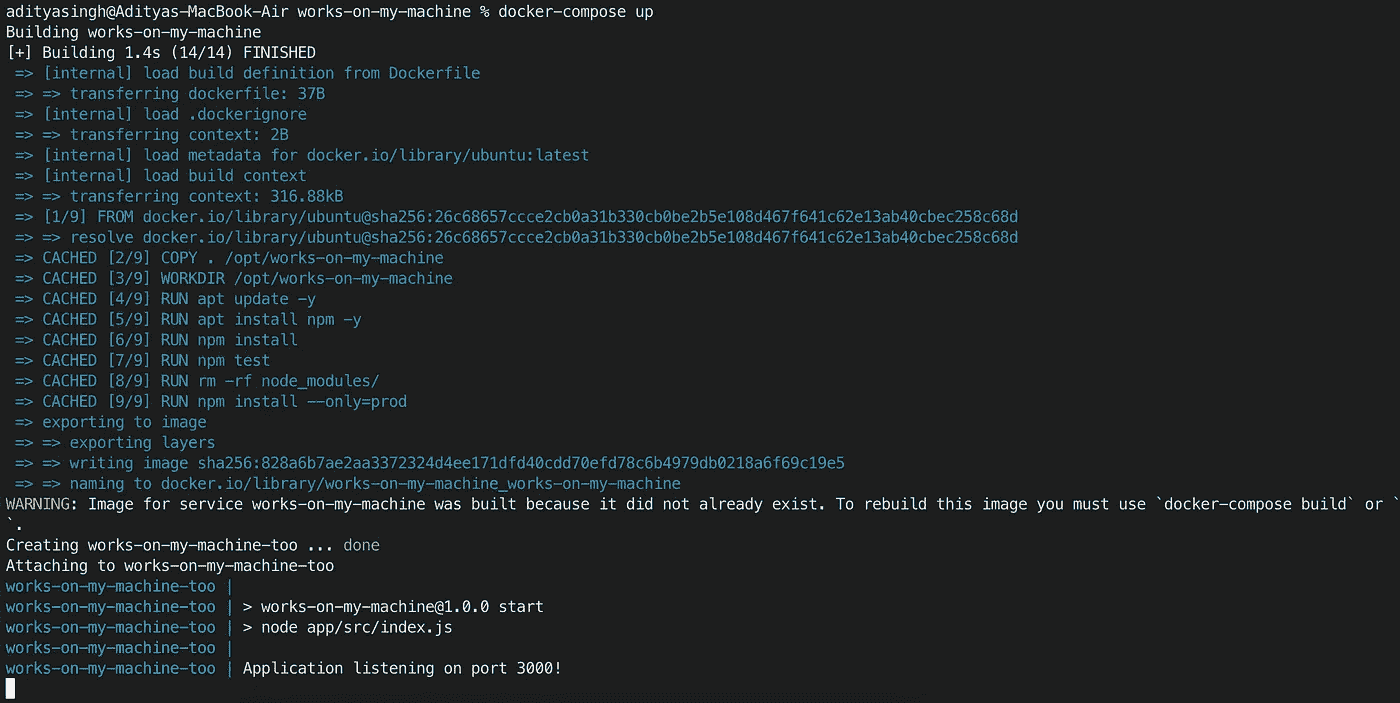 adityasingh@Adityas-MacBook-Air works-on-my-machine % docker-compose up
Building works-on-my-machine
[+] Building 1.4s (14/14) FINISHED
=> [internal] load build definition from Dockerfile
=> => transferring dockerfile: 37B
=> [internal] load .dockerignore
=> => transferring context: 2B
=> [internal] load metadata for docker.io/library/ubuntu:latest
=> [internal] load build context
=> => transferring context: 316.88kB
=> [1/9] FROM docker.io/library/ubuntu@sha256:26c68657ccce2cb0a31b330cb0be2b5e108d467f641c62e13ab40cbec258c68d
=> => resolve docker.io/library/ubuntu@sha256:26c68657ccce2cb0a31b330cb0be2b5e108d467f641c62e13ab40cbec258c68d
=> CACHED [2/9] COPY . /opt/works-on-my-machine
=> CACHED [3/9] WORKDIR /opt/works-on-my-machine
=> CACHED [4/9] RUN apt update -y
=> CACHED [5/9] RUN apt install npm -y
=> CACHED [6/9] RUN npm install
=> CACHED [7/9] RUN npm test
=> CACHED [8/9] RUN rm -rf node_modules/
=> CACHED [9/9] RUN npm install --only=prod
=> exporting to image
=> => exporting layers
=> => writing image sha256:828a6b7ae2aa3372324d4ee171dfd40cdd70efd78c6b4979db0218a6f69c19e5
=> => naming to docker.io/library/works-on-my-machine_works-on-my-machine
WARNING: Image for service works-on-my-machine was built because it did not already exist. To rebuild this image you must use `docker-compose build` or `
`.
Creating works-on-my-machine-too ... done
Attaching to works-on-my-machine-too
works-on-my-machine-too |
works-on-my-machine-too | > works-on-my-machine@1.0.0 start
works-on-my-machine-too | > node app/src/index.js
works-on-my-machine-too |
works-on-my-machine-too | Application listening on port 3000!